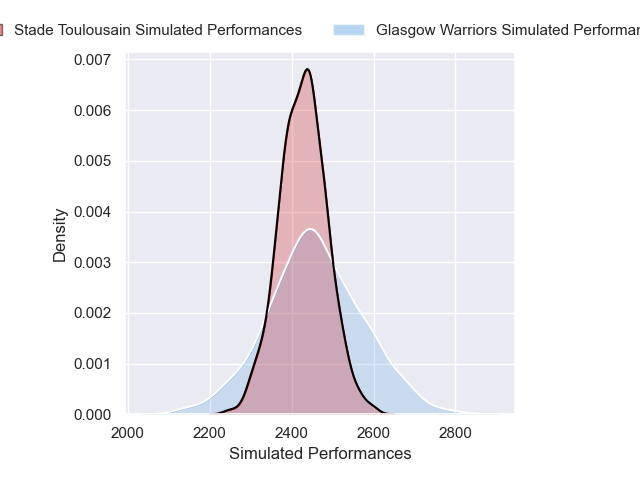 Stade Toulousain Simulated Performances
Glasgow Warriors Simulated
0.007
0.006
0.005
0.004
0.003
0.002
0.001
0.000
Density
2000 2200 2400 2600 2800
Simulated Performances